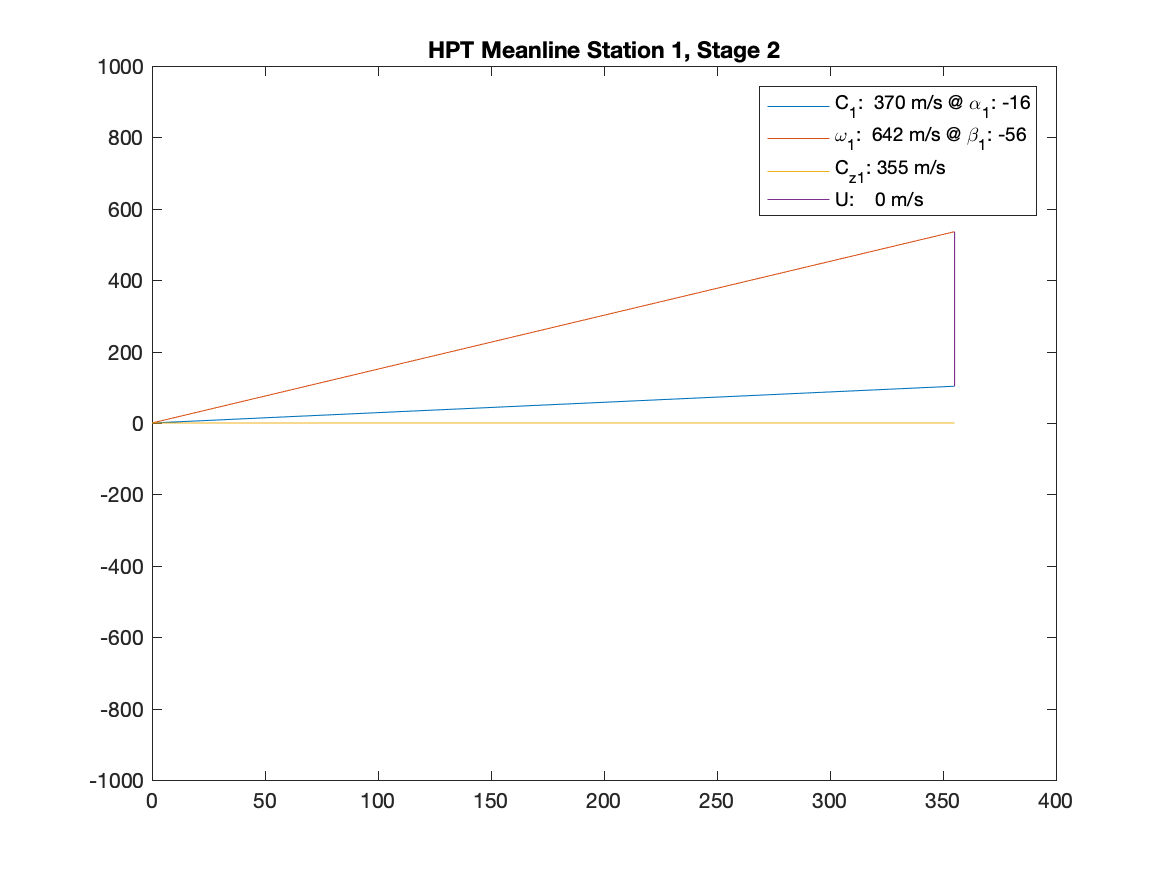 HPT Meanline Station 1, Stage 2
1000
800
600
400
200
0
-200
-400
-600
-800
-1000
0 50 100 150 200 250 300 350 400
C₁: 370 m/s @ α₁: -16
ω₁: 642 m/s @ β₁: -56
C_z1: 355 m/s
U: 0 m/s